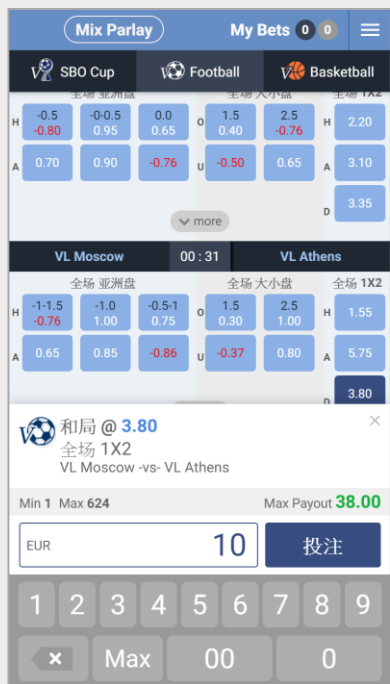 Mix Parlay My Bets 0 0
SBO Cup Football Basketball
全场 亚洲盘 全场 大小盘 全场 1X2
H -0.5 -0-0.5 0.0 O 1.5 2.5 H 2.20
-0.80 0.95 0.65 0.40 -0.76
A 0.70 0.90 -0.76 U -0.50 0.65 A 3.10
D 3.35
more
VL Moscow 00 : 31 VL Athens
全场 亚洲盘 全场 大小盘 全场 1X2
H -1-1.5 -1.0 -0.5-1 O 1.5 2.5 H 1.55
-0.76 1.00 0.75 0.30 1.00
A 0.65 0.85 -0.86 U -0.37 0.80 A 5.75
D 3.80
和局 @ 3.80
全场 1X2
VL Moscow -vs- VL Athens
Min 1 Max 624 Max Payout 38.00
EUR 10 投注
1 2 3 4 5 6 7 8 9
Max 00 0